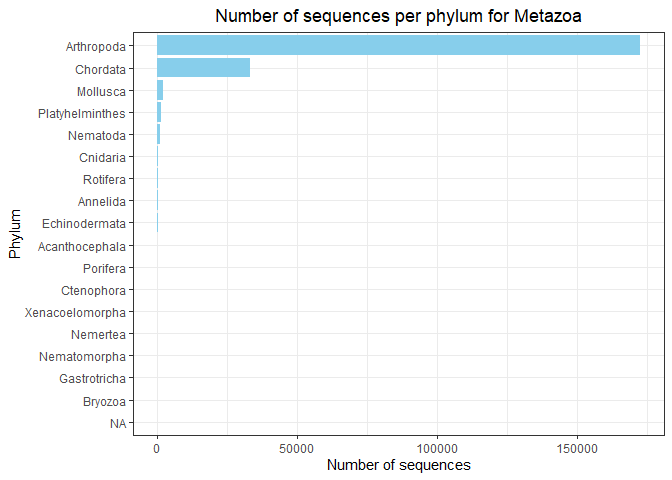 Number of sequences per phylum for Metazoa
Phylum
Arthropoda
Chordata
Mollusca
Platyhelminthes
Nematoda
Cnidaria
Rotifera
Annelida
Echinodermata
Acanthocephala
Porifera
Ctenophora
Xenacoelomorpha
Nemertea
Nematomorpha
Gastrotricha
Bryozoa
NA
0 50000 100000 150000
Number of sequences